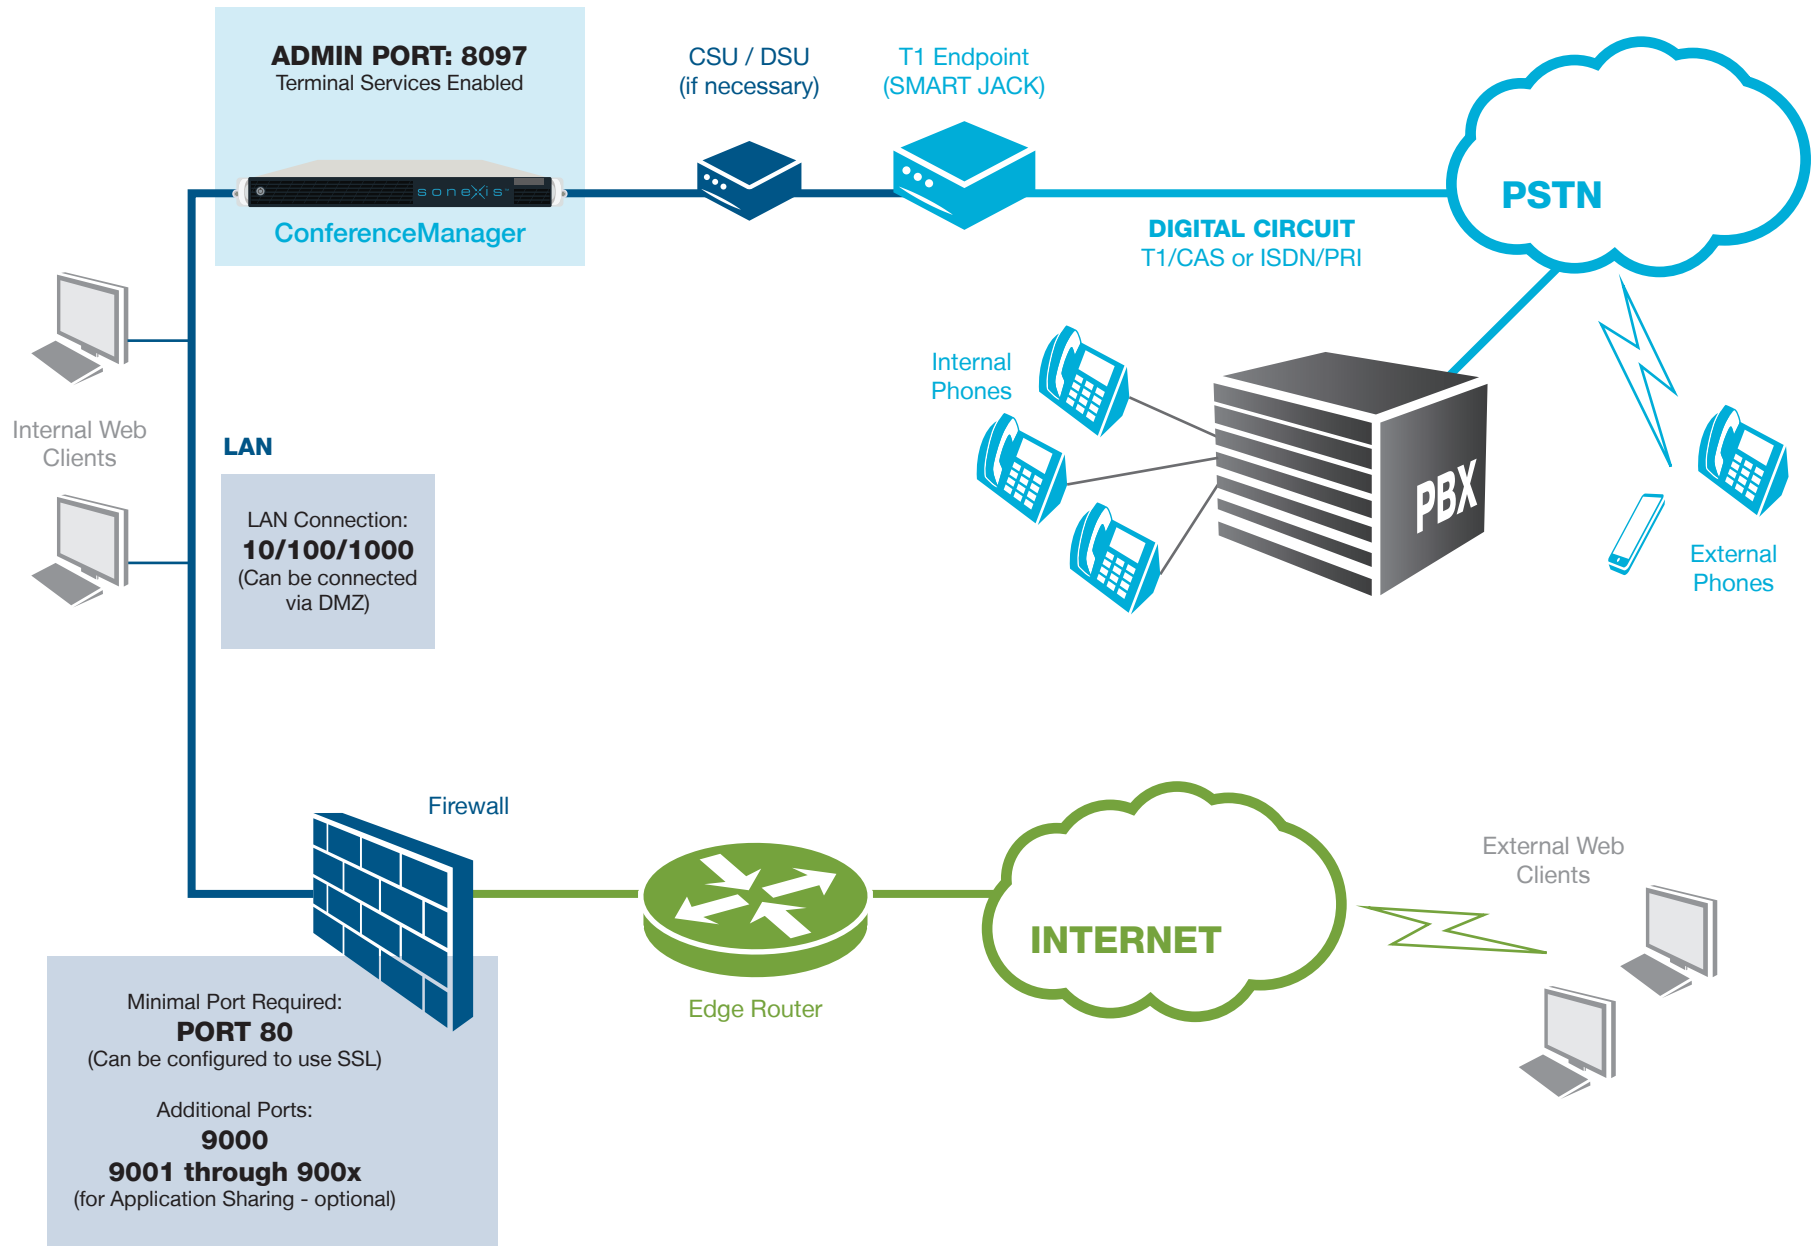 ADMIN PORT: 8097
Terminal Services Enabled
sonexis
ConferenceManager
CSU / DSU
(if necessary)
T1 Endpoint
(SMART JACK)
PSTN
DIGITAL CIRCUIT
T1/CAS or ISDN/PRI
Internal Web
Clients
LAN
LAN Connection:
10/100/1000
(Can be connected
via DMZ)
Internal
Phones
PBX
External
Phones
Firewall
Minimal Port Required:
PORT 80
(Can be configured to use SSL)
Additional Ports:
9000
9001 through 900x
(for Application Sharing - optional)
Edge Router
INTERNET
External Web
Clients